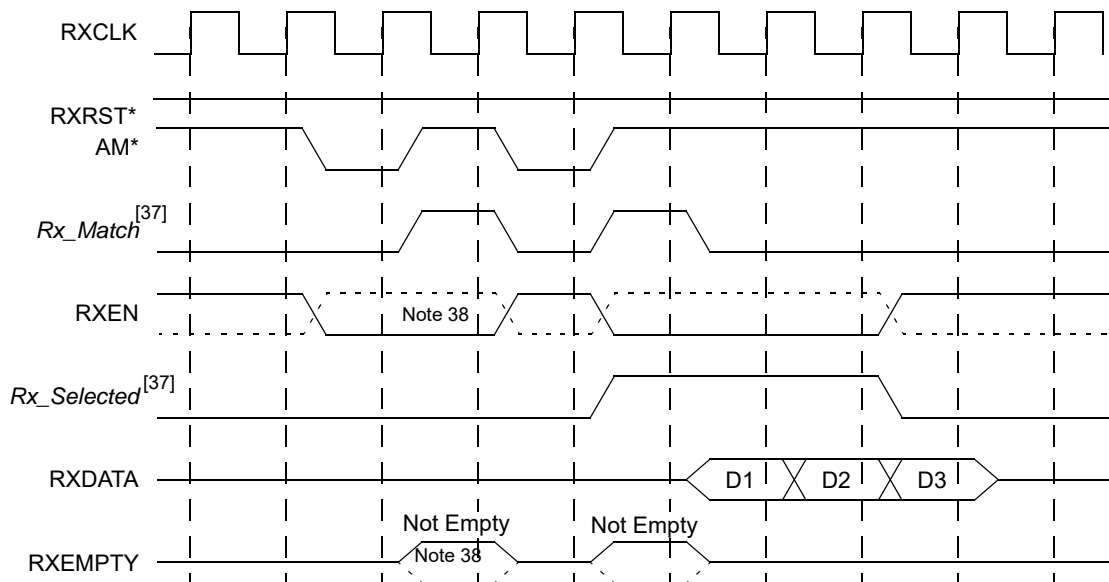 RXCLK
RXRST*
AM*
Rx_Match[37]
RXEN
Note 38
Rx_Selected[37]
RXDATA
D1 D2 D3
Not Empty Not Empty
Note 38
RXEMPTY